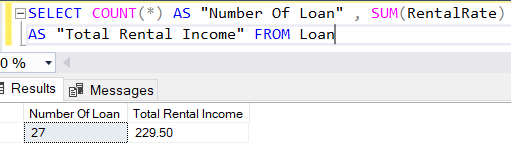 SELECT COUNT(*) AS "Number Of Loan" , SUM(RentalRate)
AS "Total Rental Income" FROM Loan
0 %
Results Messages
Number Of Loan Total Rental Income
27 229.50